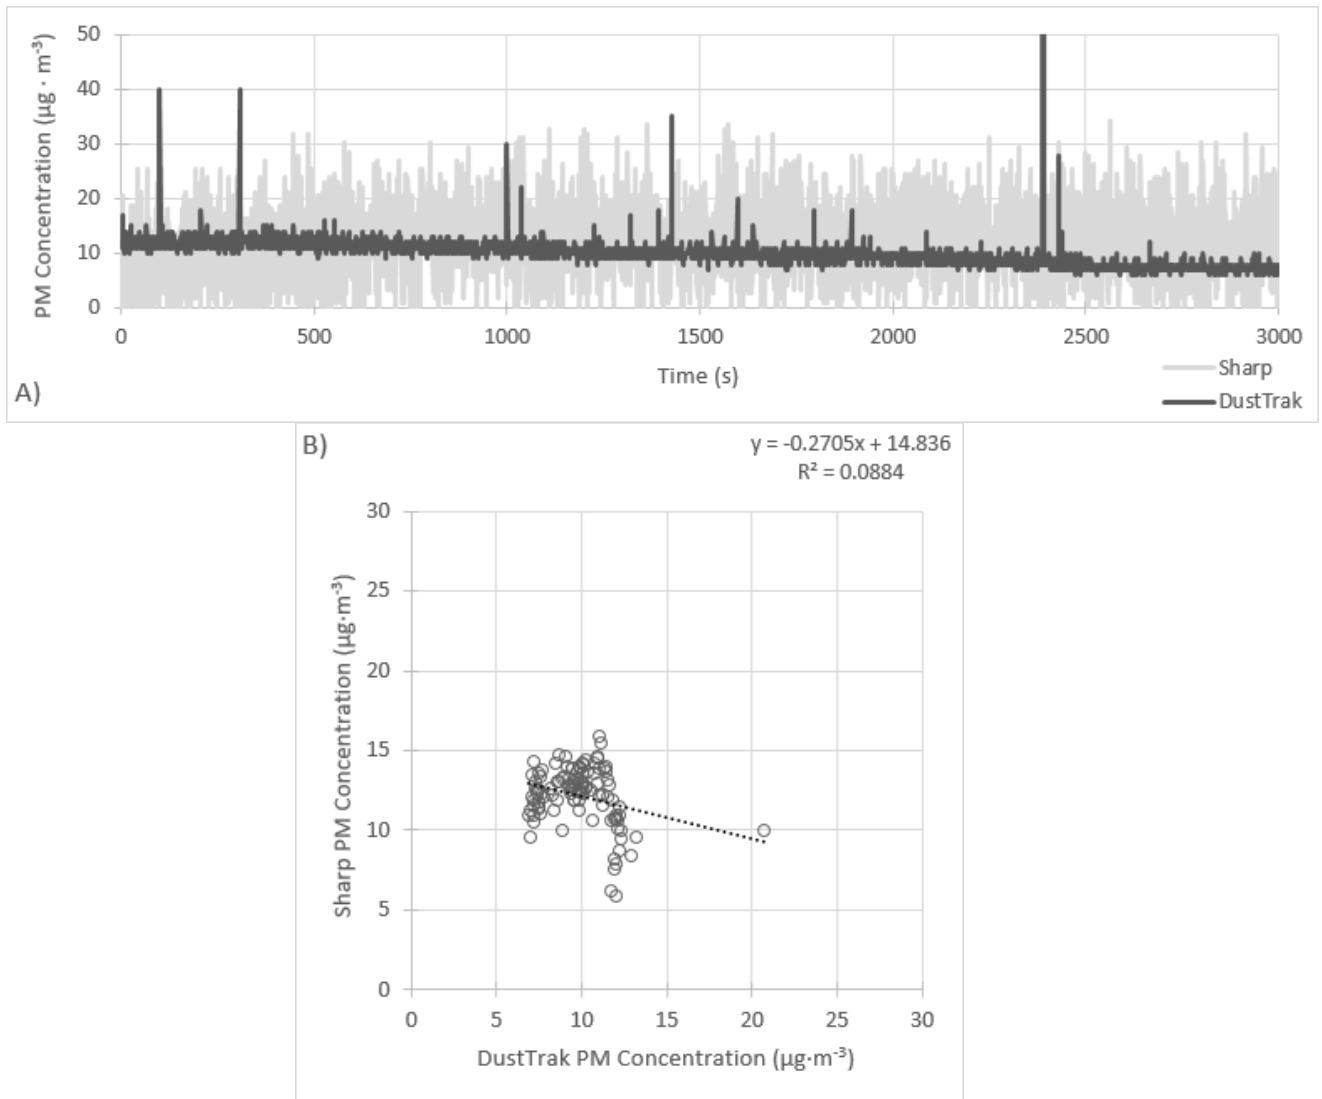 PM Concentration (µg · m⁻³)
50
40
30
20
10
0
0 500 1000 1500 2000 2500 3000
Time (s)
Sharp
DustTrak
A)
B)
y = -0.2705x + 14.836
R² = 0.0884
Sharp PM Concentration (µg·m⁻³)
30
25
20
15
10
5
0
0 5 10 15 20 25 30
DustTrak PM Concentration (µg·m⁻³)